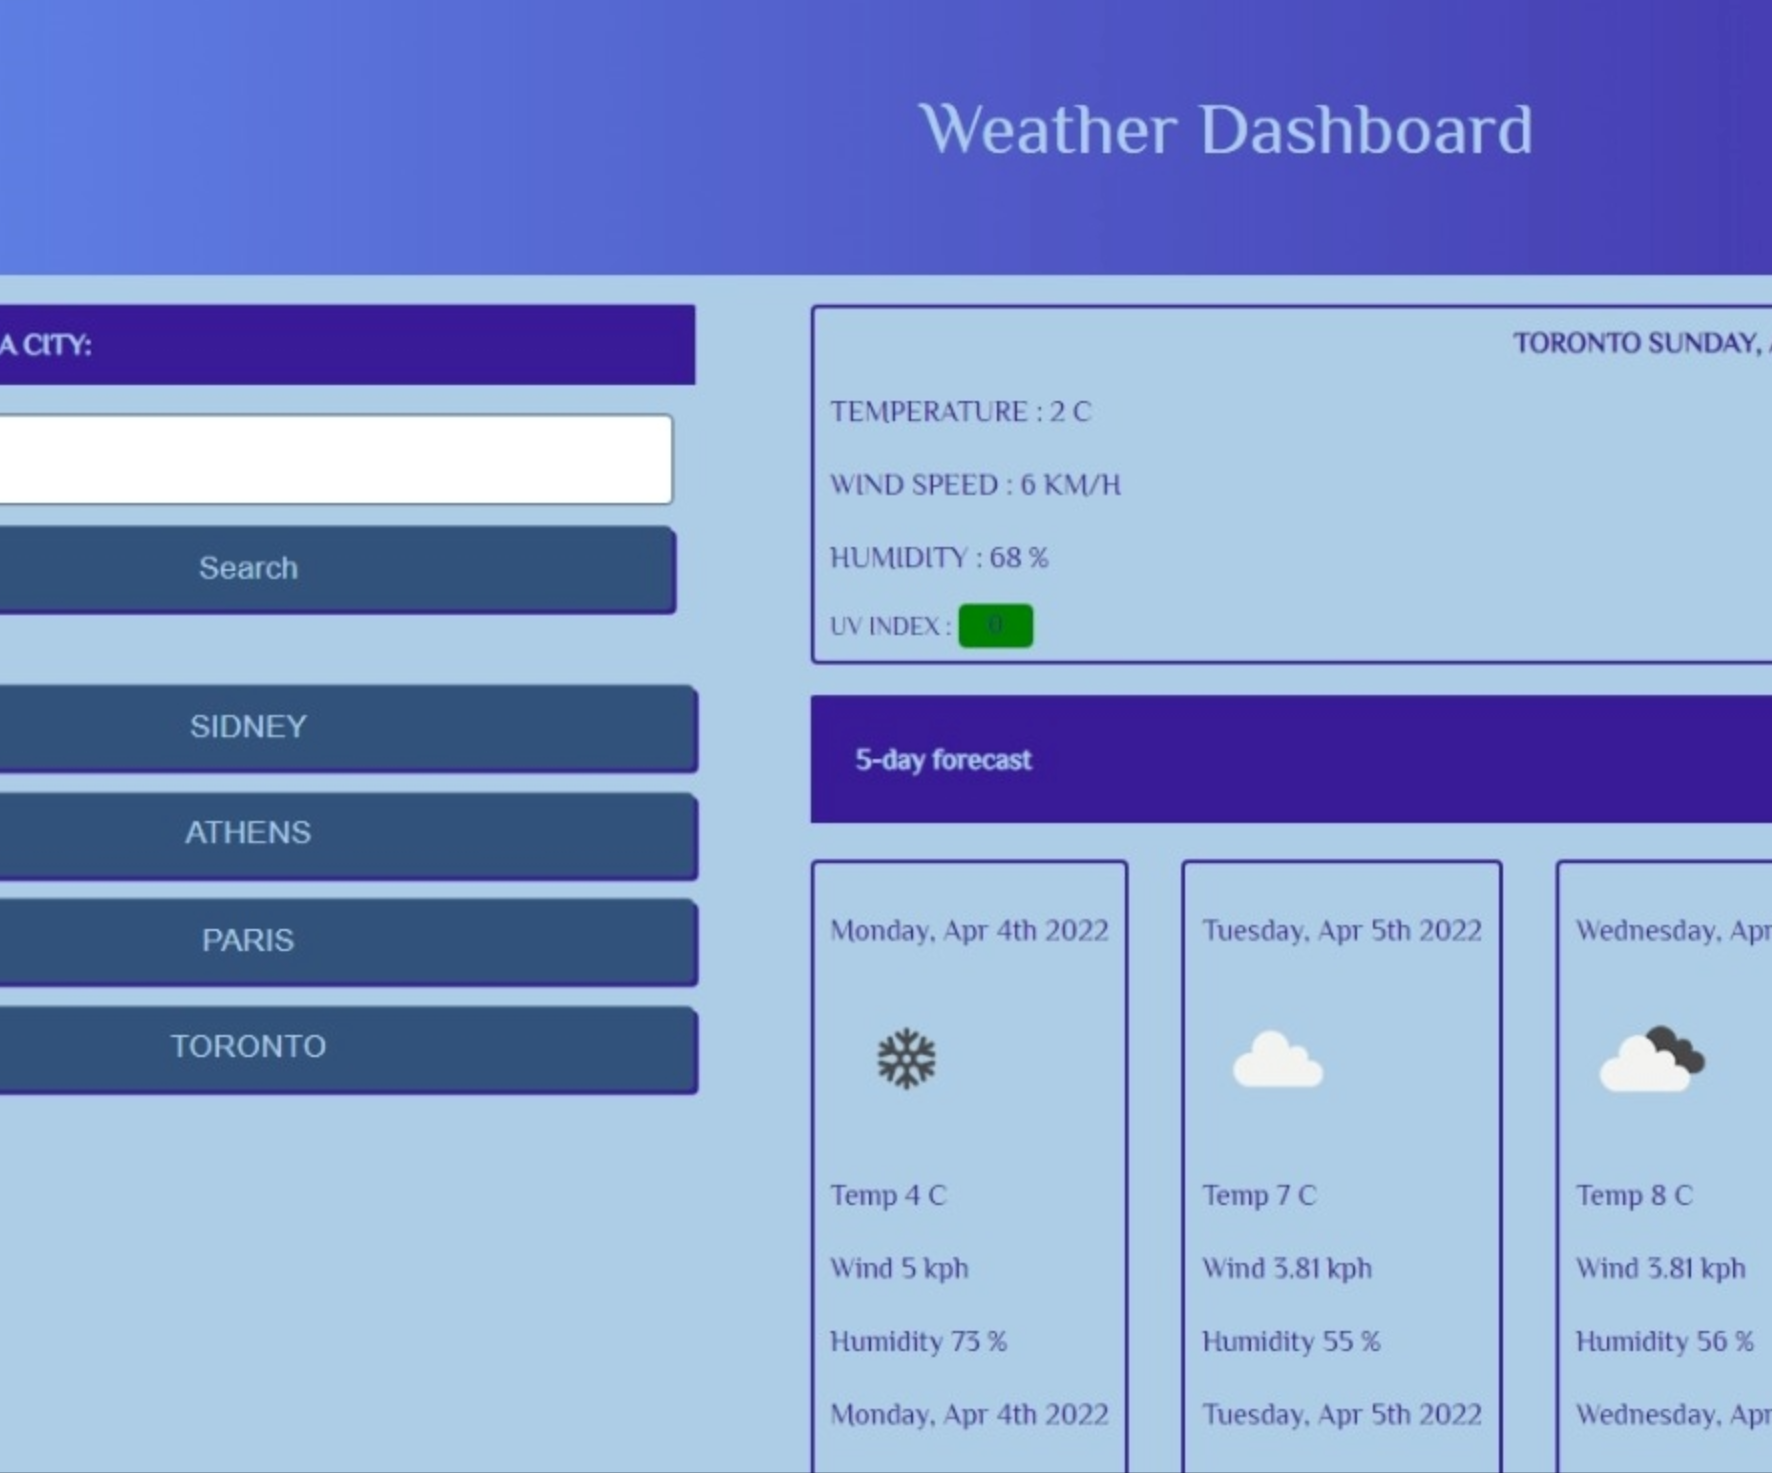 Weather Dashboard
A CITY:
Search
SIDNEY
ATHENS
PARIS
TORONTO
TORONTO SUNDAY,
TEMPERATURE : 2 C
WIND SPEED : 6 KM/H
HUMIDITY : 68 %
UV INDEX : 0
5-day forecast
Monday, Apr 4th 2022
Temp 4 C
Wind 5 kph
Humidity 73 %
Monday, Apr 4th 2022
Tuesday, Apr 5th 2022
Temp 7 C
Wind 3.81 kph
Humidity 55 %
Tuesday, Apr 5th 2022
Wednesday, Apr
Temp 8 C
Wind 3.81 kph
Humidity 56 %
Wednesday, Apr